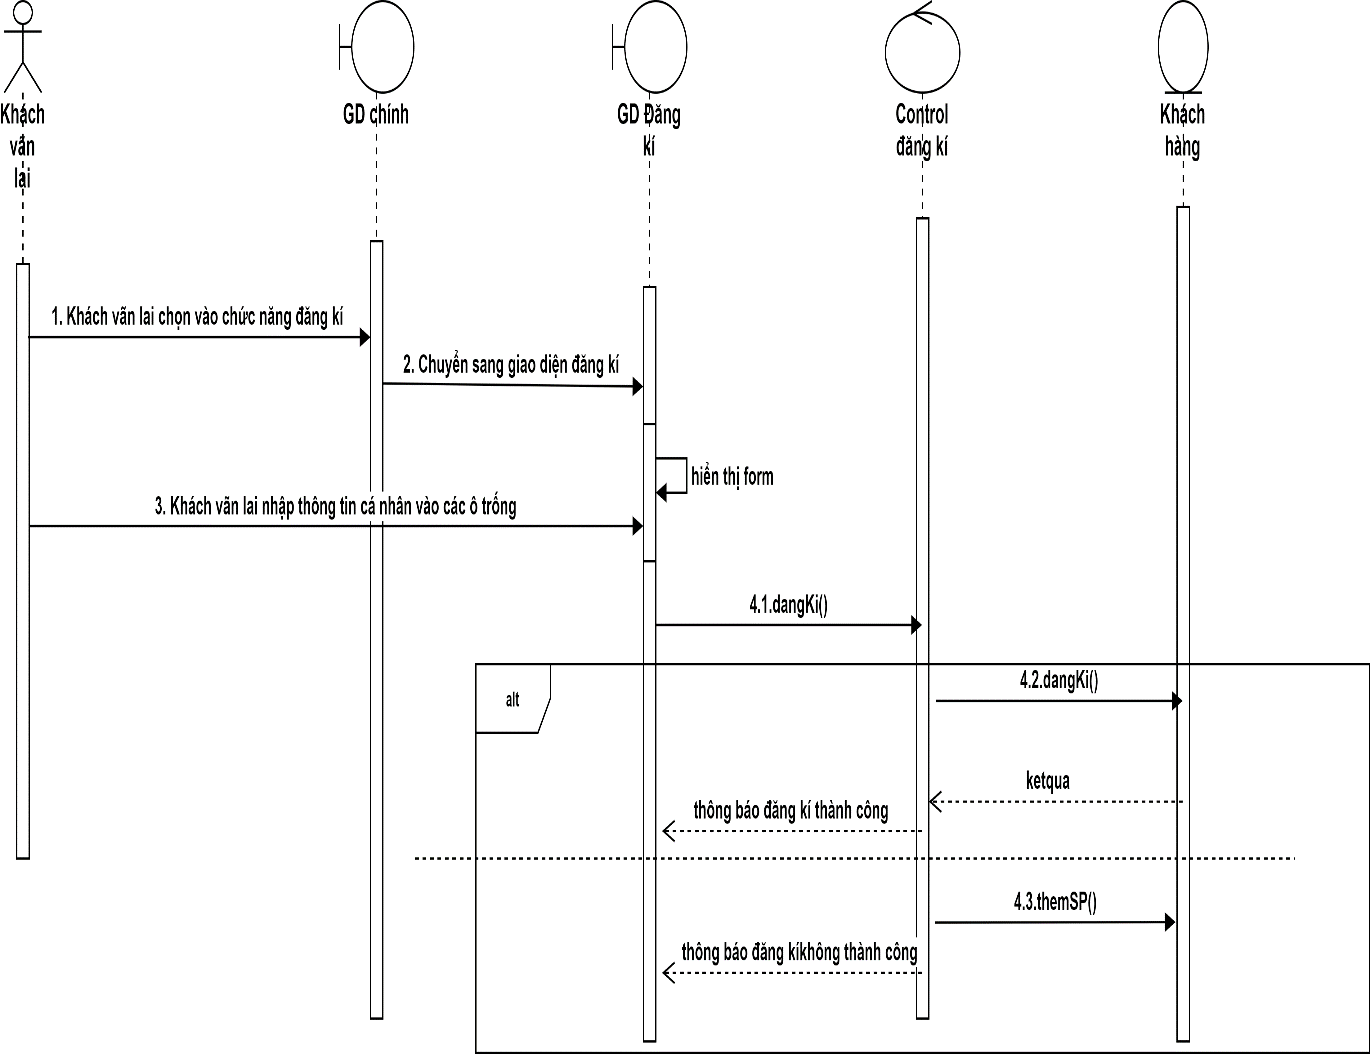 Khách
vãn
lai
GD chính
GD Đăng
kí
Control
đăng kí
Khách
hàng
1. Khách vãn lai chọn vào chức năng đăng kí
2. Chuyển sang giao diện đăng kí
hiển thị form
3. Khách vãn lai nhập thông tin cá nhân vào các ô trống
4.1.dangKi()
alt
4.2.dangKi()
ketqua
thông báo đăng kí thành công
4.3.themSP()
thông báo đăng kíkhông thành công